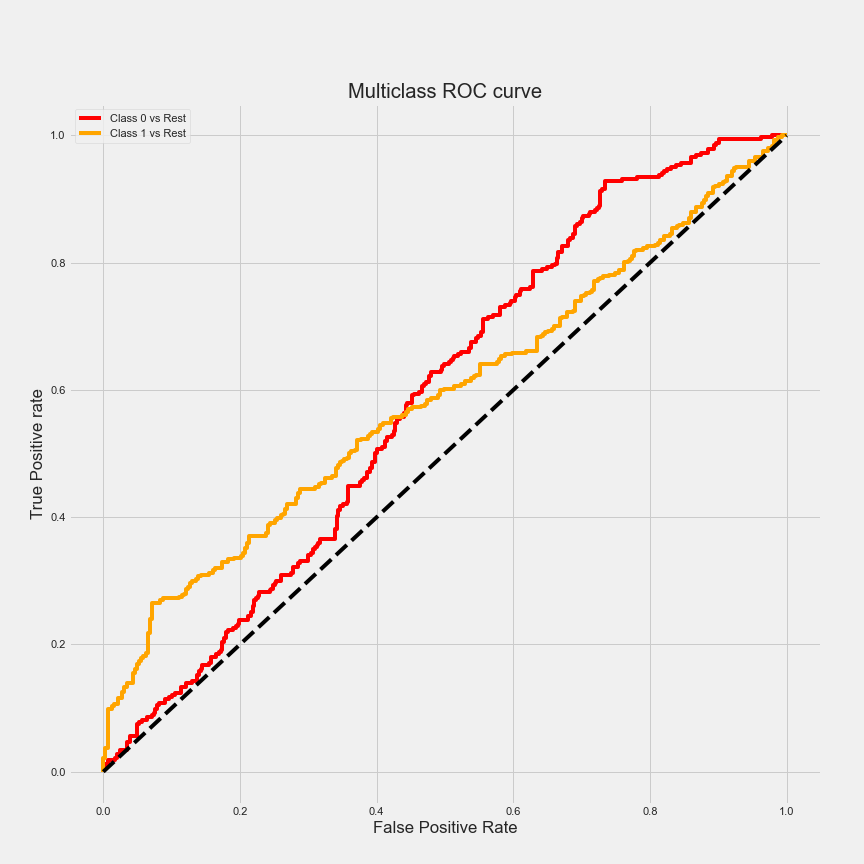 Multiclass ROC curve
Class 0 vs Rest
Class 1 vs Rest
1.0
0.8
0.6
0.4
0.2
0.0
True Positive rate
0.0 0.2 0.4 0.6 0.8 1.0
False Positive Rate